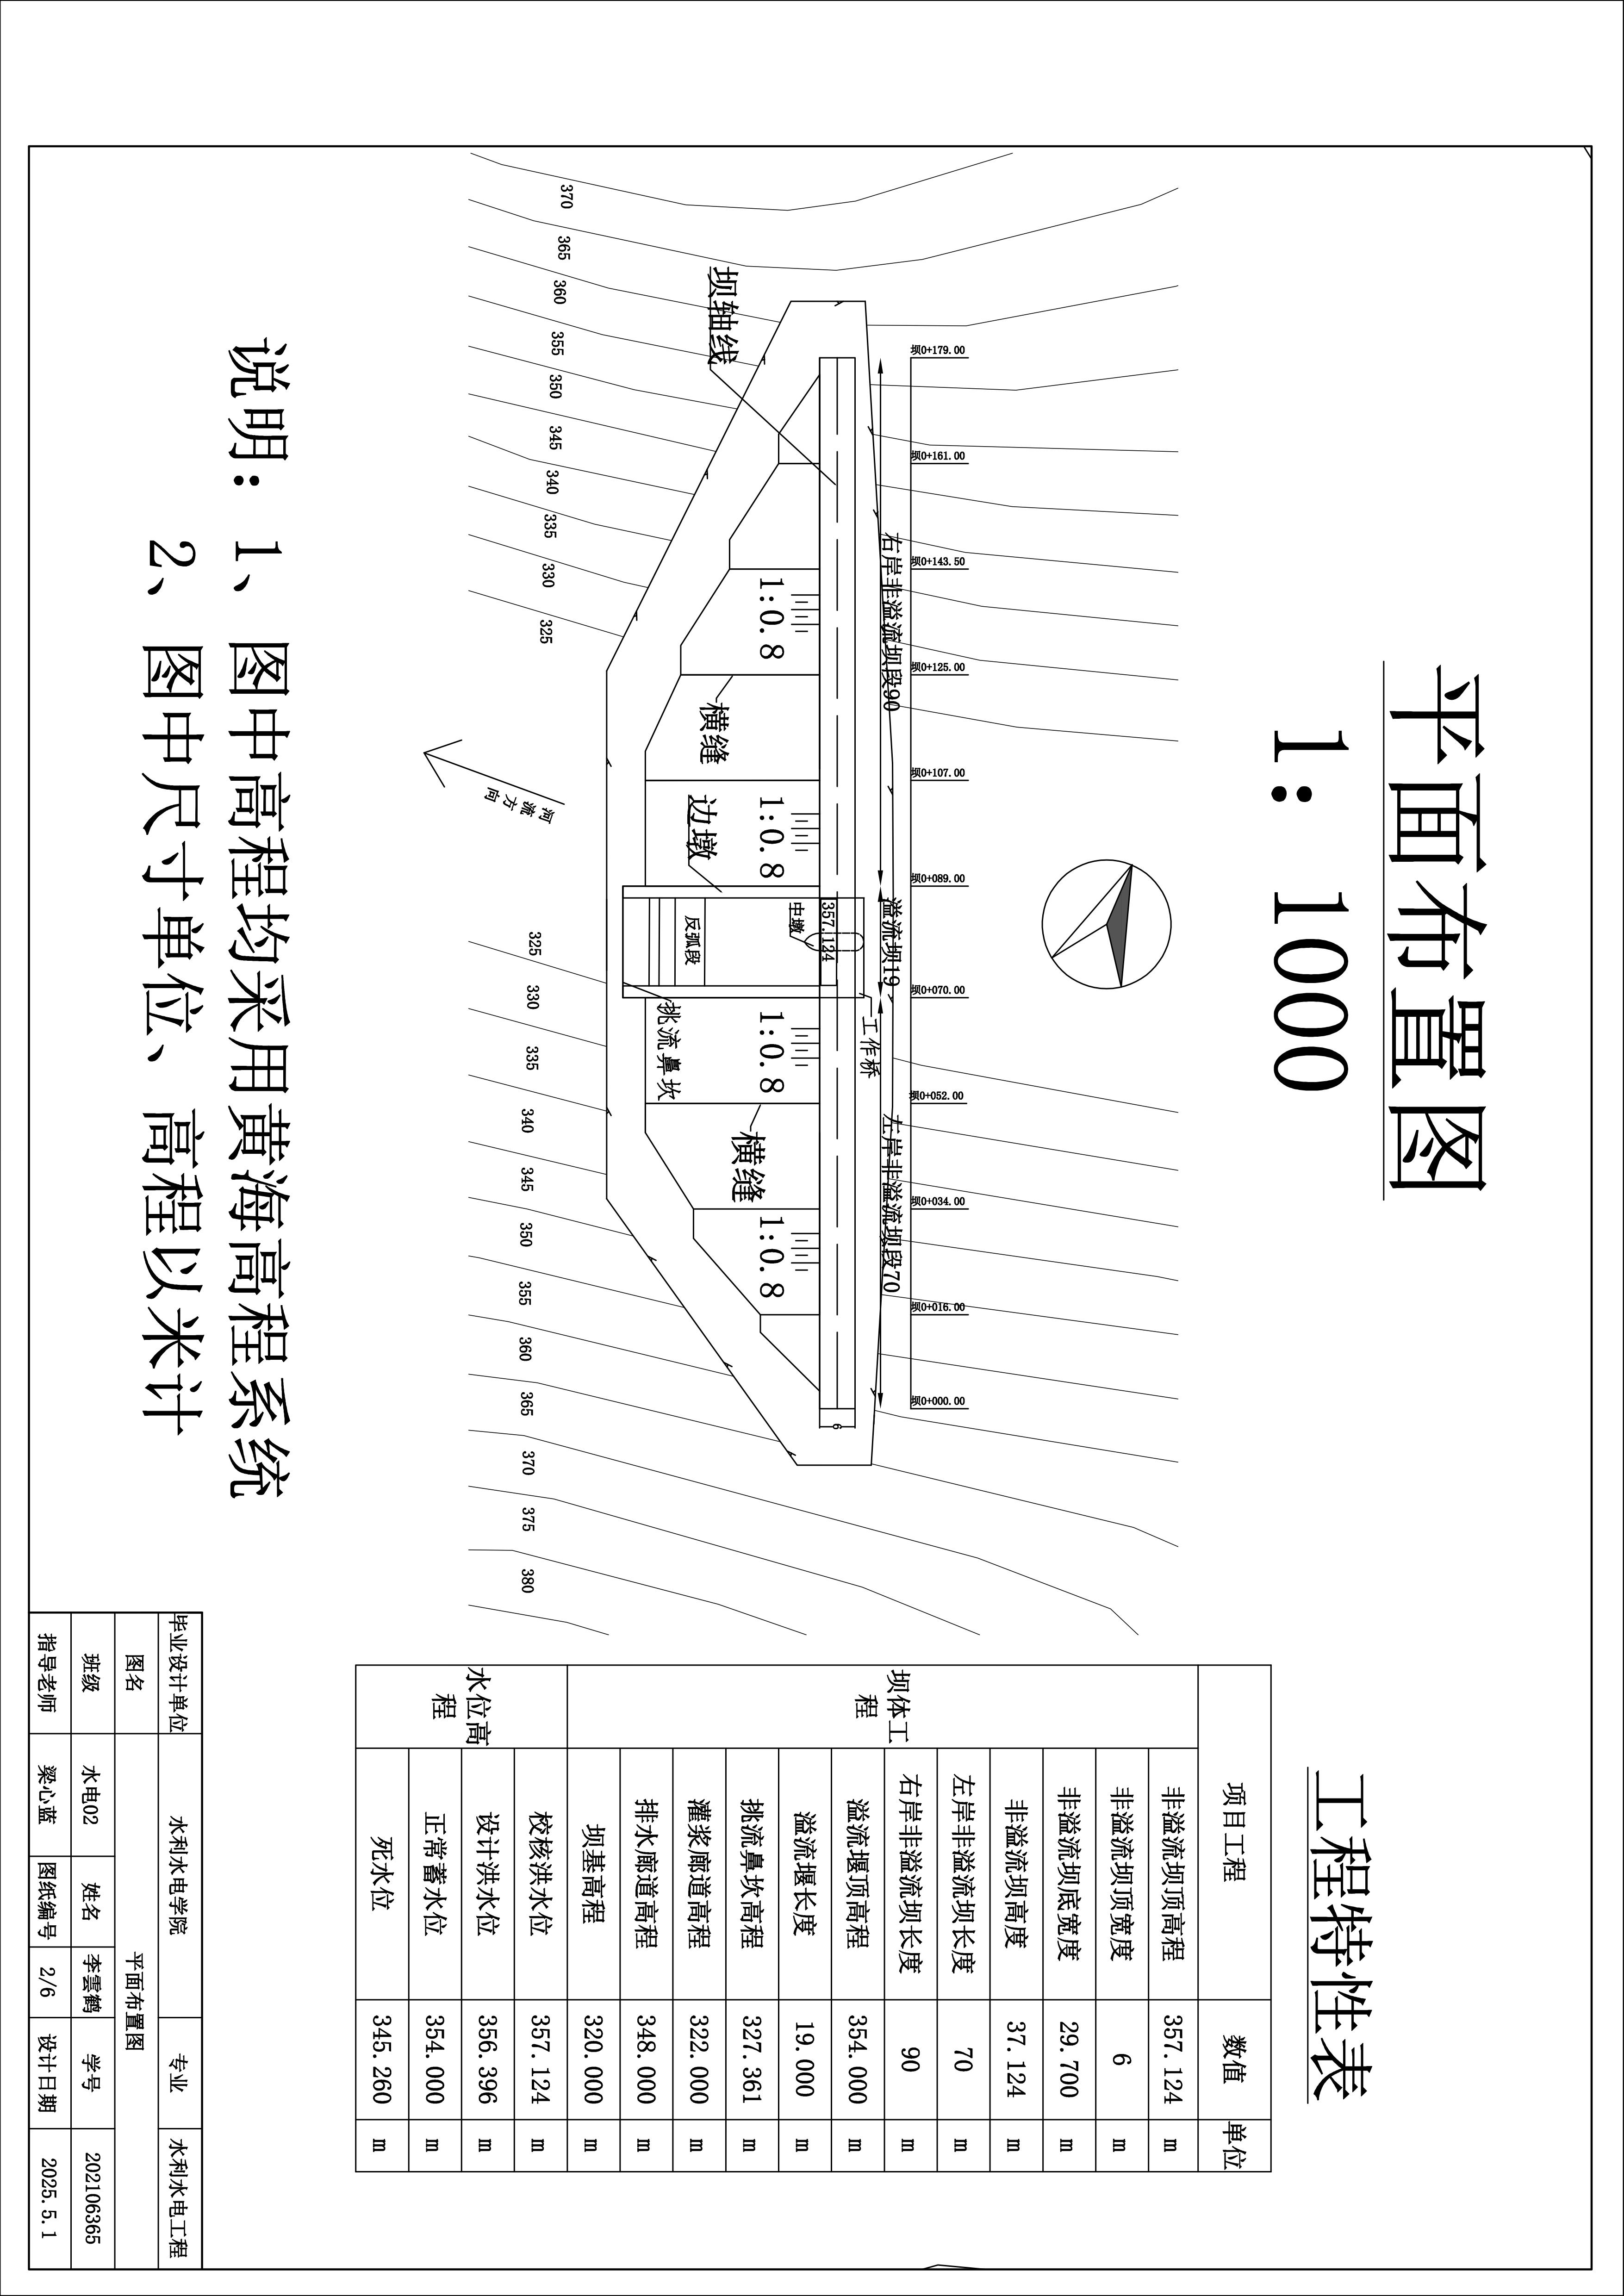 平面布置图
1: 1000
坝0+179.00
坝0+161.00
坝0+143.50
坝0+125.00
坝0+107.00
坝0+089.00
坝0+070.00
坝0+052.00
坝0+034.00
坝0+016.00
坝0+000.00
右岸非溢流坝段90
溢流坝19
左岸非溢流坝段70
工作桥
6
357.124
中墩
1:0.8
1:0.8
1:0.8
1:0.8
坝轴线
横缝
边墩
反弧段
挑流鼻坎
横缝
河流方向
370
365
360
355
350
345
340
335
330
325
325
330
335
340
345
350
355
360
365
370
375
380
说明: 1、图中高程均采用黄海高程系统
2、图中尺寸单位、高程以米计
工程特性表
项目工程 数值 单位
坝体工程
非溢流坝顶高程 357.124 m
非溢流坝顶宽度 6 m
非溢流坝底宽度 29.700 m
非溢流坝高度 37.124 m
左岸非溢流坝长度 70 m
右岸非溢流坝长度 90 m
溢流堰顶高程 354.000 m
溢流堰长度 19.000 m
挑流鼻坎高程 327.361 m
灌浆廊道高程 322.000 m
排水廊道高程 348.000 m
坝基高程 320.000 m
水位高程
校核洪水位 357.124 m
设计洪水位 356.396 m
正常蓄水位 354.000 m
死水位 345.260 m
毕业设计单位 水利水电学院 专业 水利水电工程
图名 平面布置图
班级 水电02 姓名 李雲鹤 学号 202106365
指导老师 梁心蓝 图纸编号 2/6 设计日期 2025.5.1